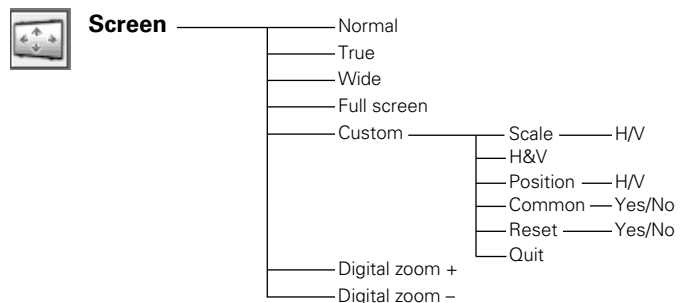 Screen
Normal
True
Wide
Full screen
Custom
Scale
H/V
H&V
Position
H/V
Common
Yes/No
Reset
Yes/No
Quit
Digital zoom +
Digital zoom –